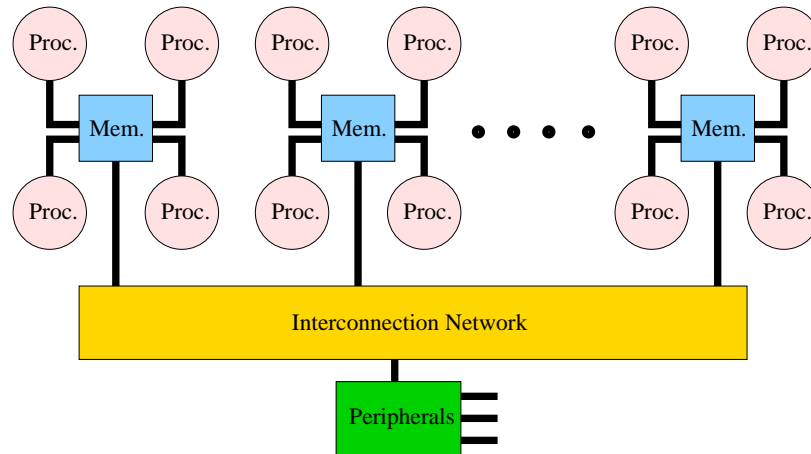 Proc. Proc. Proc. Proc. Proc. Proc.
Mem. Mem. Mem.
Proc. Proc. Proc. Proc. Proc. Proc.
Interconnection Network
Peripherals